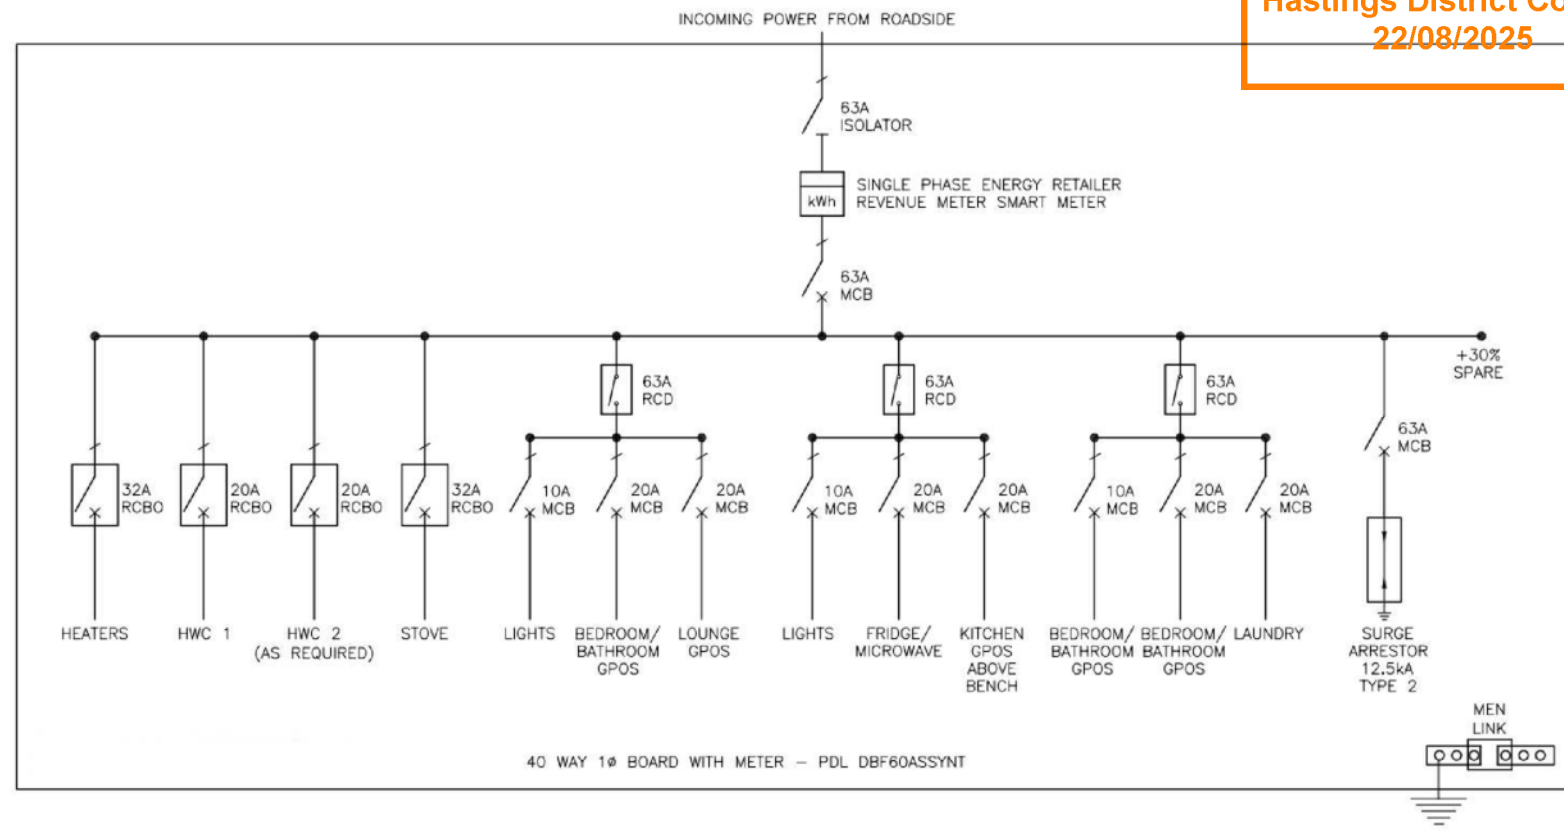 INCOMING POWER FROM ROADSIDE
Hastings District Co
22/08/2025
63A
ISOLATOR
kWh
SINGLE PHASE ENERGY RETAILER
REVENUE METER SMART METER
63A
MCB
+30%
SPARE
63A
RCD
63A
RCD
63A
RCD
63A
MCB
32A
RCBO
20A
RCBO
20A
RCBO
32A
RCBO
10A
MCB
20A
MCB
20A
MCB
10A
MCB
20A
MCB
20A
MCB
10A
MCB
20A
MCB
20A
MCB
HEATERS
HWC 1
HWC 2
(AS REQUIRED)
STOVE
LIGHTS
BEDROOM/
BATHROOM
GPOS
LOUNGE
GPOS
LIGHTS
FRIDGE/
MICROWAVE
KITCHEN
GPOS
ABOVE
BENCH
BEDROOM/
BATHROOM
GPOS
BEDROOM/
BATHROOM
GPOS
LAUNDRY
SURGE
ARRESTOR
12.5kA
TYPE 2
MEN
LINK
40 WAY 1ø BOARD WITH METER – PDL DBF60ASSYNT